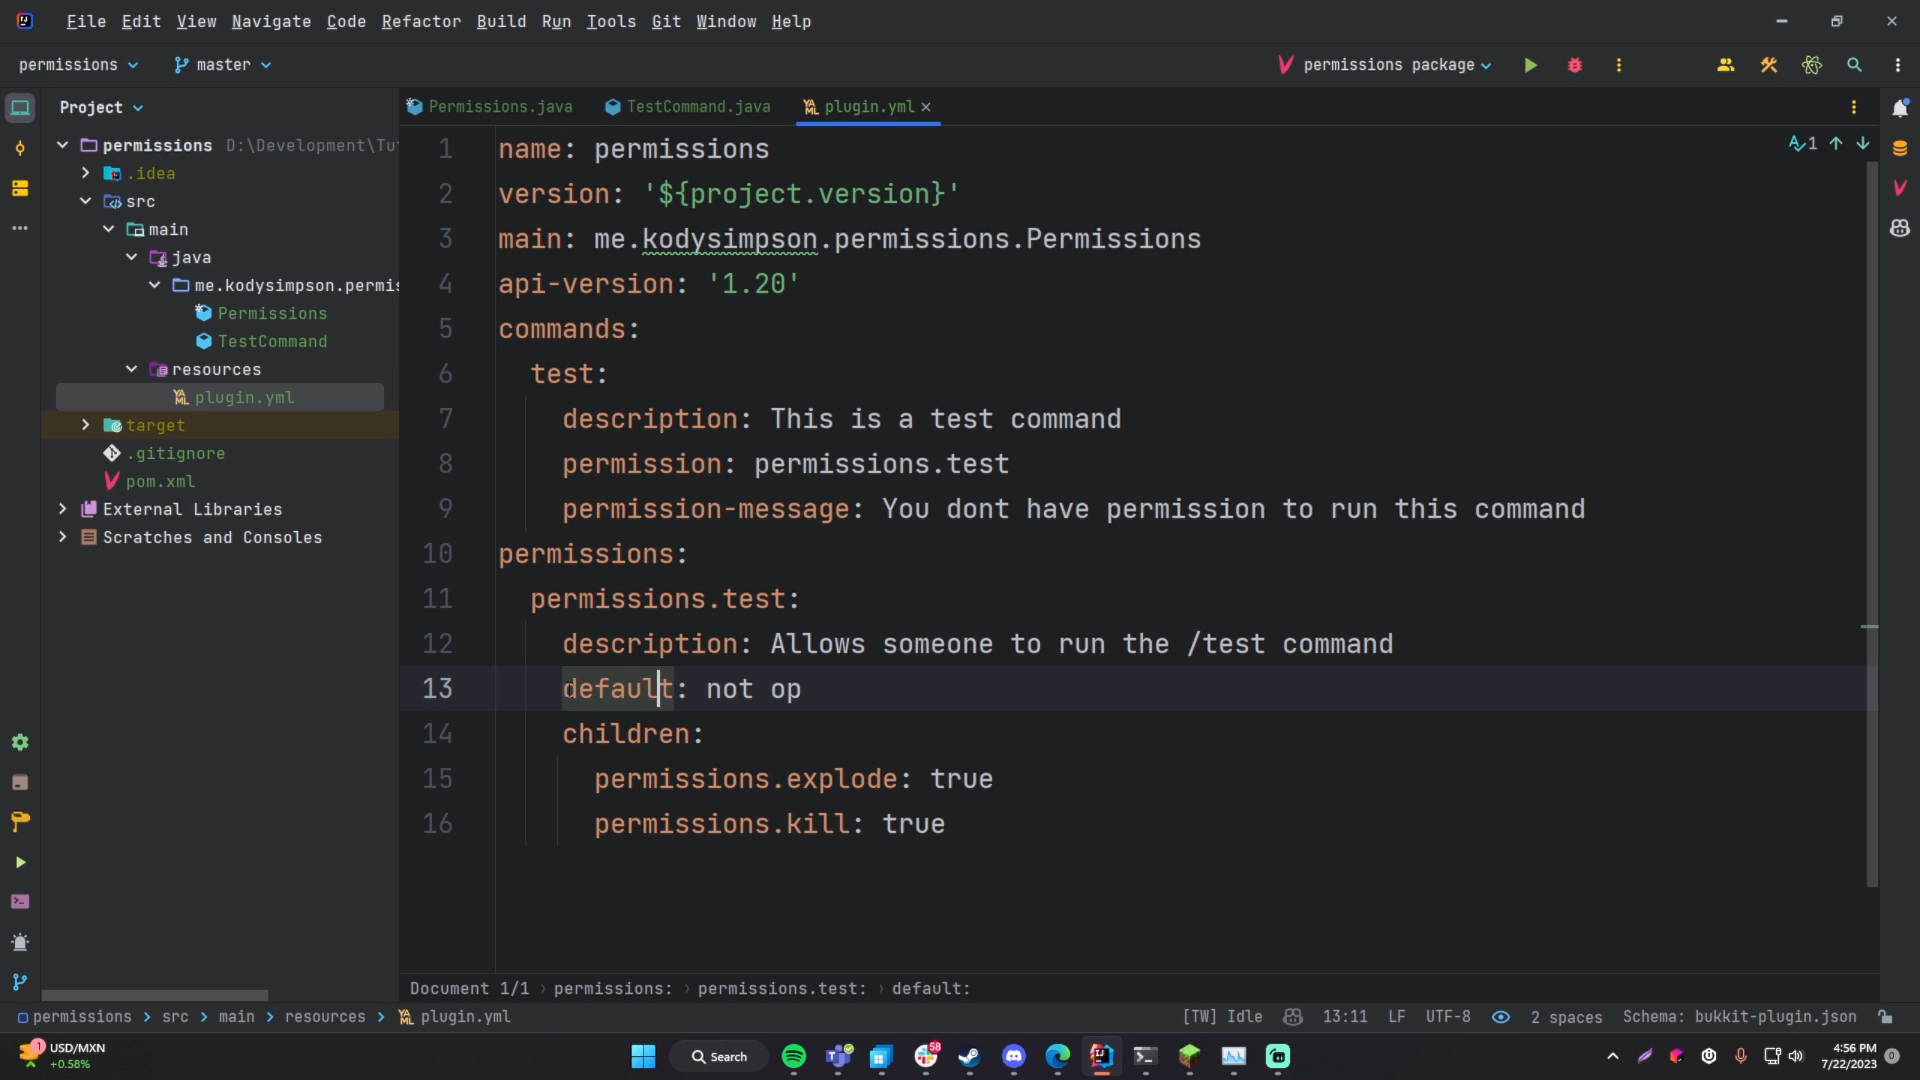 File Edit View Navigate Code Refactor Build Run Tools Git Window Help
permissions master permissions package
Project
Permissions.java TestCommand.java plugin.yml
permissions D:\Development\Tu
.idea
src
main
java
me.kodysimpson.permis
Permissions
TestCommand
resources
plugin.yml
target
.gitignore
pom.xml
External Libraries
Scratches and Consoles
1
1 name: permissions
2 version: '${project.version}'
3 main: me.kodysimpson.permissions.Permissions
4 api-version: '1.20'
5 commands:
6 test:
7 description: This is a test command
8 permission: permissions.test
9 permission-message: You dont have permission to run this command
10 permissions:
11 permissions.test:
12 description: Allows someone to run the /test command
13 default: not op
14 children:
15 permissions.explode: true
16 permissions.kill: true
Document 1/1 › permissions: › permissions.test: › default:
permissions > src > main > resources > plugin.yml
[TW] Idle 13:11 LF UTF-8 2 spaces Schema: bukkit-plugin.json
1 USD/MXN
+0.58%
Search
58
4:56 PM
7/22/2023
0